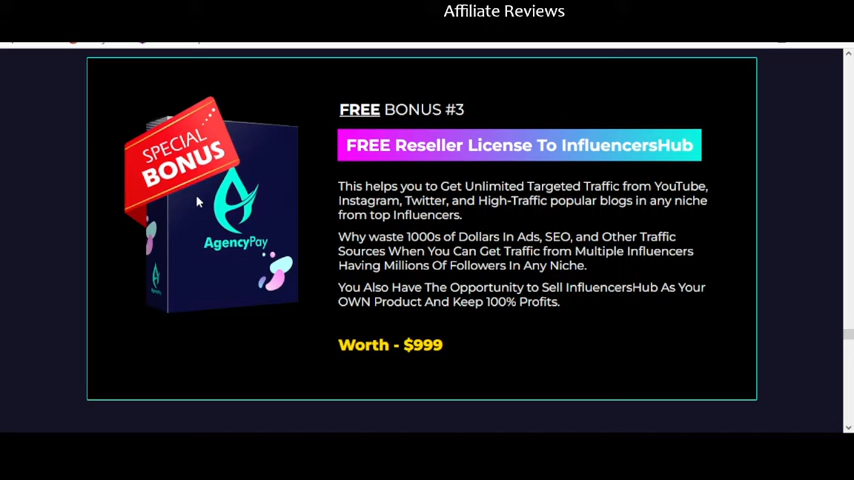 Affiliate Reviews
SPECIAL
BONUS
AgencyPay
FREE BONUS #3
FREE Reseller License To InfluencersHub
This helps you to Get Unlimited Targeted Traffic from YouTube,
Instagram, Twitter, and High-Traffic popular blogs in any niche
from top Influencers.
Why waste 1000s of Dollars In Ads, SEO, and Other Traffic
Sources When You Can Get Traffic from Multiple Influencers
Having Millions Of Followers In Any Niche.
You Also Have The Opportunity to Sell InfluencersHub As Your
OWN Product And Keep 100% Profits.
Worth - $999